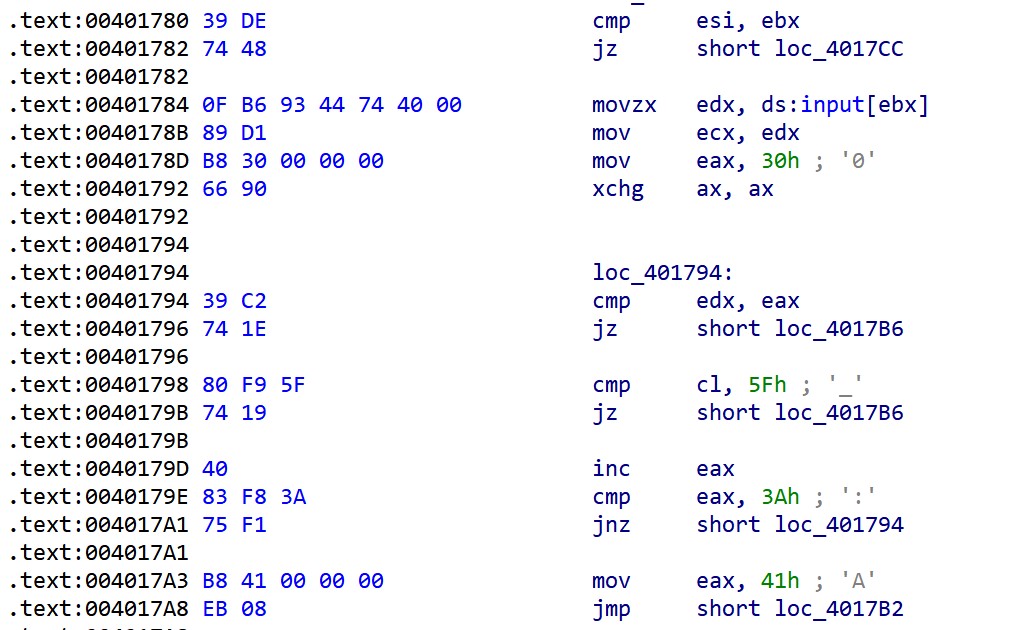 .text:00401780 39 DE cmp esi, ebx
.text:00401782 74 48 jz short loc_4017CC
.text:00401782
.text:00401784 0F B6 93 44 74 40 00 movzx edx, ds:input[ebx]
.text:0040178B 89 D1 mov ecx, edx
.text:0040178D B8 30 00 00 00 mov eax, 30h ; '0'
.text:00401792 66 90 xchg ax, ax
.text:00401792
.text:00401794
.text:00401794 loc_401794:
.text:00401794 39 C2 cmp edx, eax
.text:00401796 74 1E jz short loc_4017B6
.text:00401796
.text:00401798 80 F9 5F cmp cl, 5Fh ; '_'
.text:0040179B 74 19 jz short loc_4017B6
.text:0040179B
.text:0040179D 40 inc eax
.text:0040179E 83 F8 3A cmp eax, 3Ah ; ':'
.text:004017A1 75 F1 jnz short loc_401794
.text:004017A1
.text:004017A3 B8 41 00 00 00 mov eax, 41h ; 'A'
.text:004017A8 EB 08 jmp short loc_4017B2